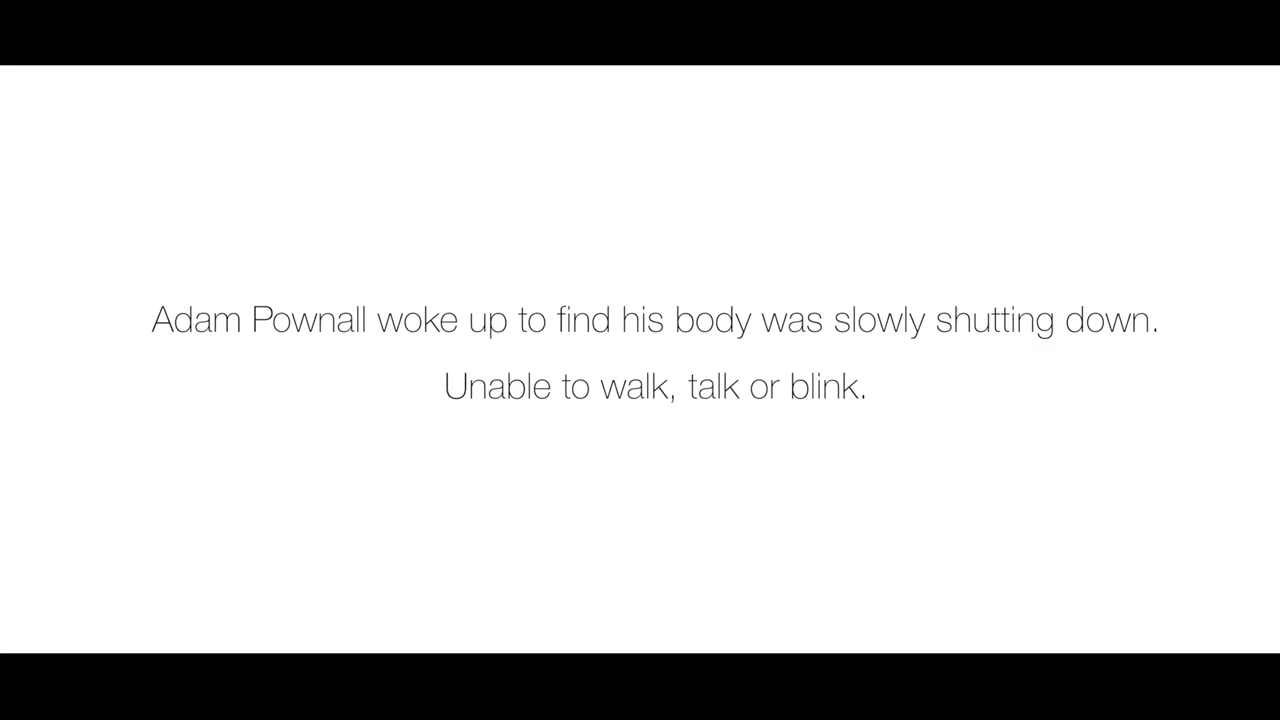 Adam Pownall woke up to find his body was slowly shutting down.
Unable to walk, talk or blink.